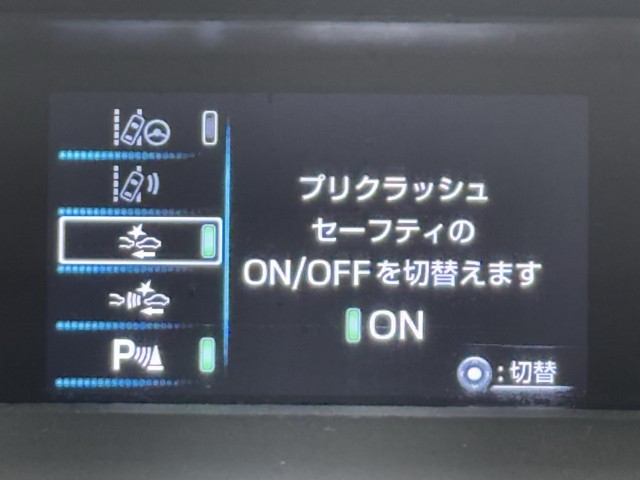 プリクラッシュ
セーフティの
ON/OFFを切替えます
ON
:切替
P